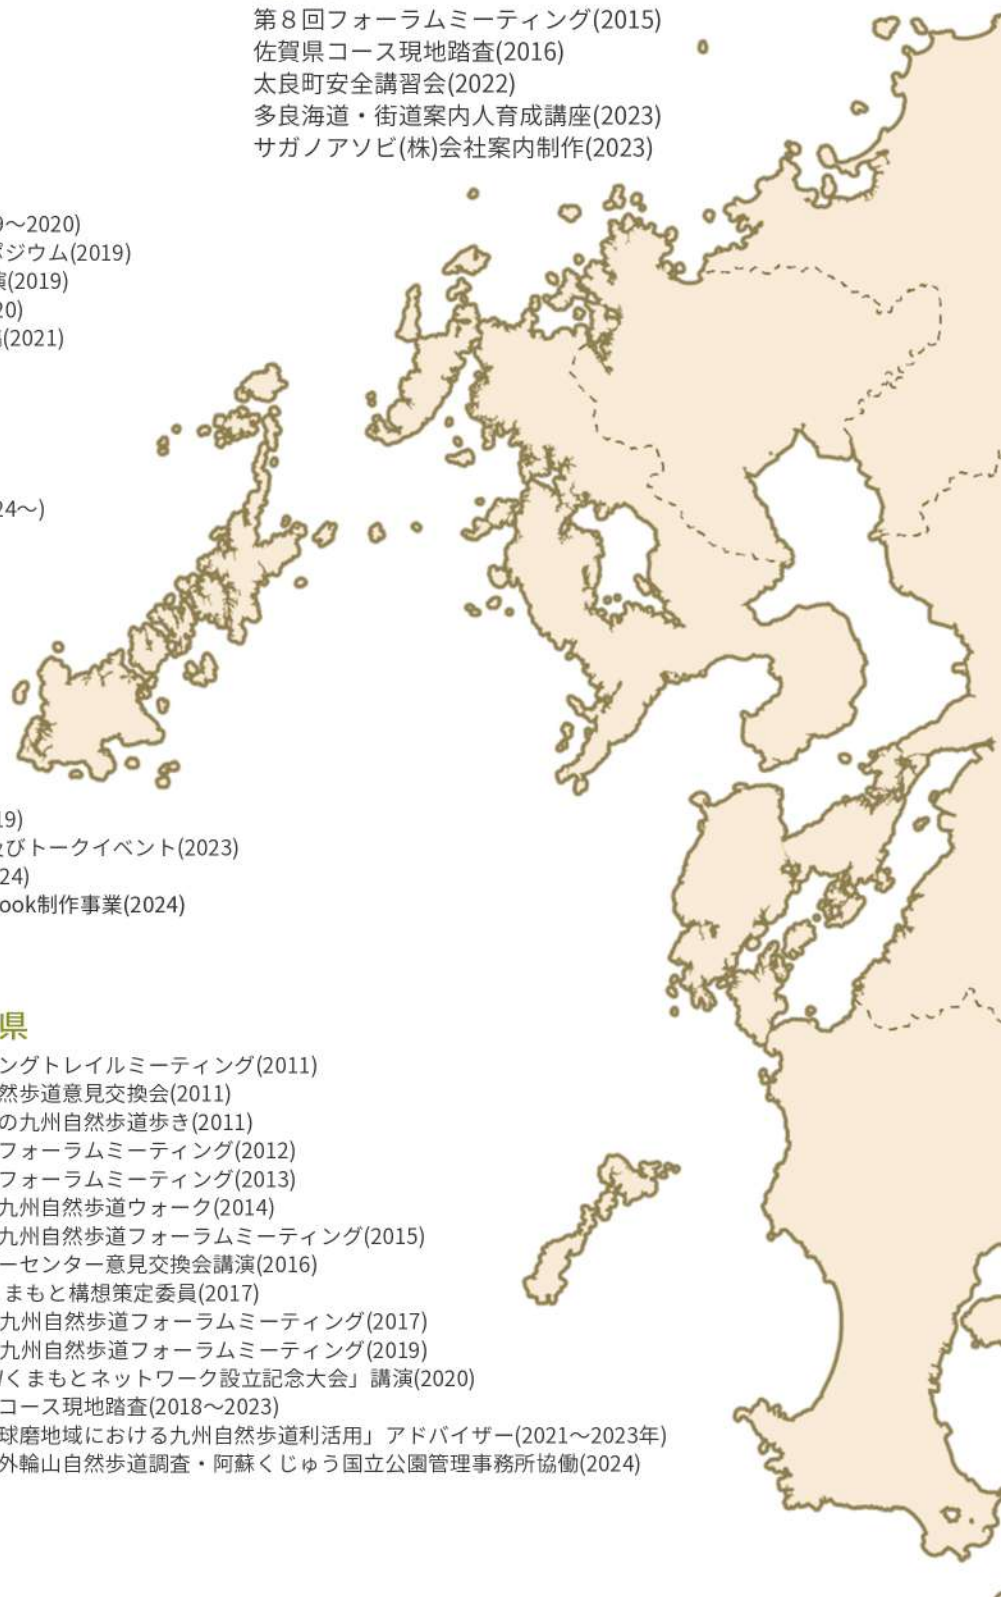 第８回フォーラムミーティング(2015)
佐賀県コース現地踏査(2016)
太良町安全講習会(2022)
多良海道・街道案内人育成講座(2023)
サガノアソビ(株)会社案内制作(2023)
～2020)
ポジウム(2019)
演(2019)
20)
(2021)
24～)
19)
及びトークイベント(2023)
24)
ook制作事業(2024)
県
ングトレイルミーティング(2011)
然歩道意見交換会(2011)
の九州自然歩道歩き(2011)
フォーラムミーティング(2012)
フォーラムミーティング(2013)
九州自然歩道ウォーク(2014)
九州自然歩道フォーラムミーティング(2015)
ーセンター意見交換会講演(2016)
まもと構想策定委員(2017)
九州自然歩道フォーラムミーティング(2017)
九州自然歩道フォーラムミーティング(2019)
くまもとネットワーク設立記念大会」講演(2020)
コース現地踏査(2018～2023)
球磨地域における九州自然歩道利活用」アドバイザー(2021～2023年)
外輪山自然歩道調査・阿蘇くじゅう国立公園管理事務所協働(2024)